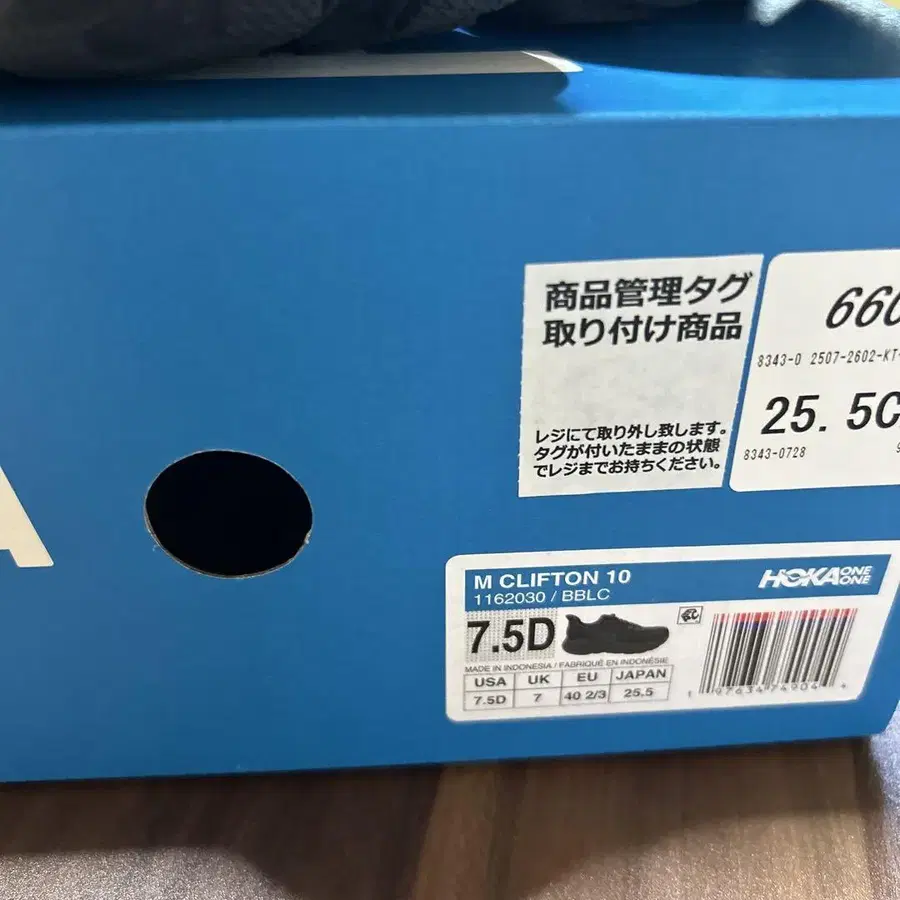 商品管理タグ
取り付け商品
レジにて取り外し致します。
タグが付いたままの状態
でレジまでお持ちください。
660
8343-0 2507-2602-KT
25.5C
8343-0728
M CLIFTON 10
1162030 / BBLC
HOKA ONE ONE
7.5D
MADE IN INDONESIA / FABRIQUÉ EN INDONÉSIE
USA UK EU JAPAN
7.5D 7 40 2/3 25.5
A